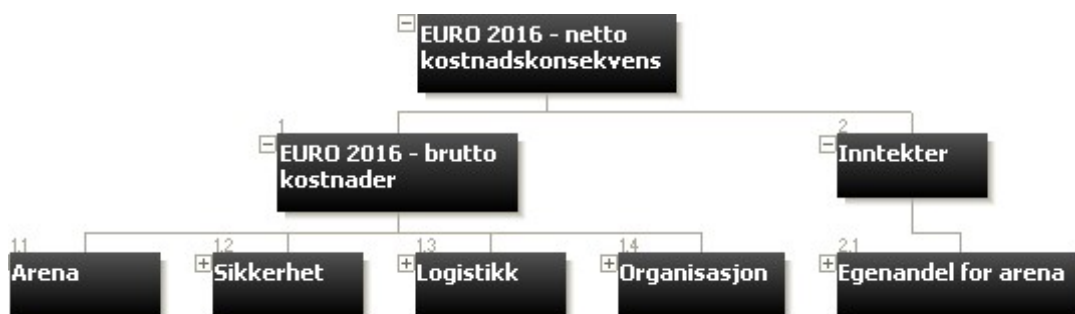 EURO 2016 - netto
kostnadskonsekvens
1
EURO 2016 - brutto
kostnader
2
Inntekter
1.1
Arena
1.2
Sikkerhet
1.3
Logistikk
1.4
Organisasjon
2.1
Egenandel for arena